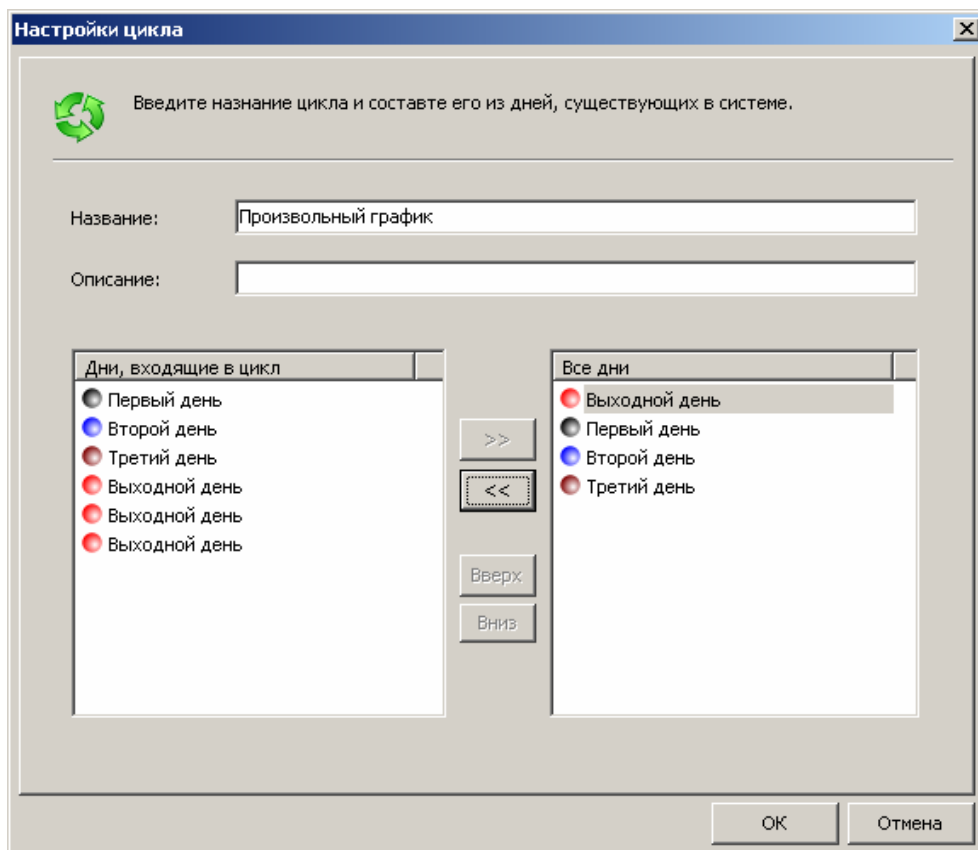 Настройки цикла
Введите назнание цикла и составте его из дней, существующих в системе.
Название:
Произвольный график
Описание:
Дни, входящие в цикл
Первый день
Второй день
Третий день
Выходной день
Выходной день
Выходной день
>>
<<
Вверх
Вниз
Все дни
Выходной день
Первый день
Второй день
Третий день
OK
Отмена